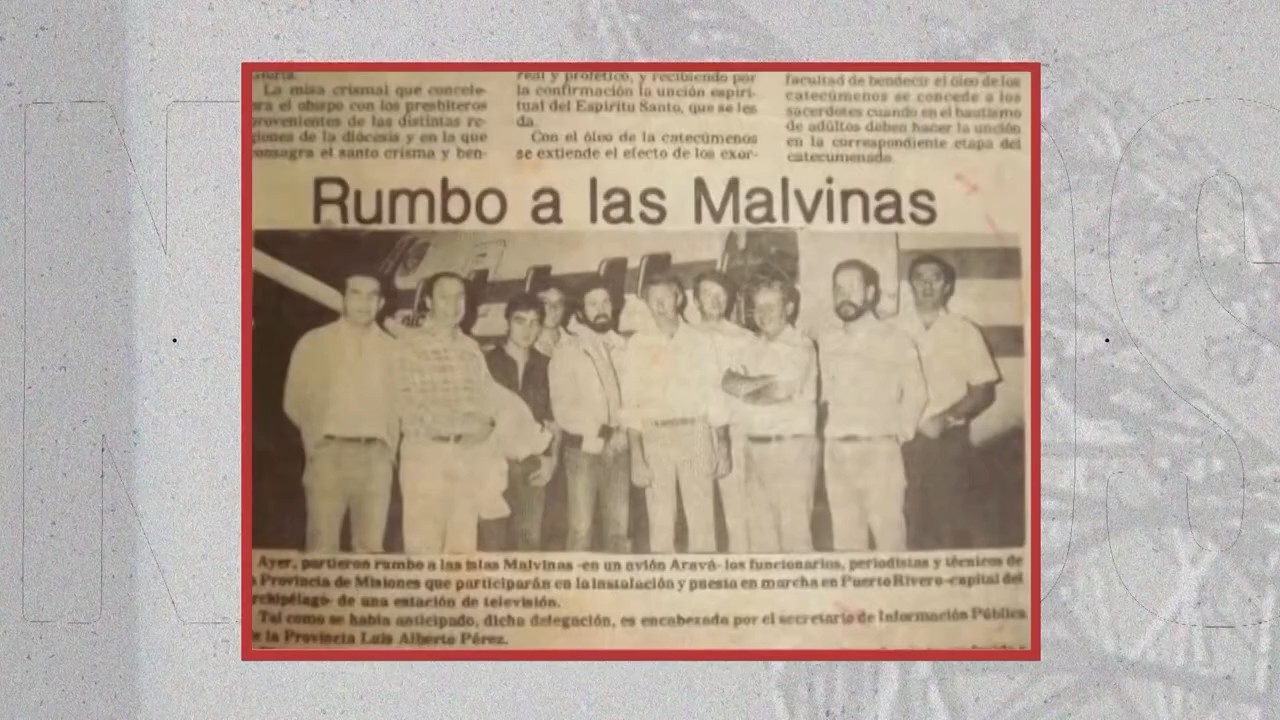 La misa crismal que concele-
ra el obispo con los presbíteros
rovenientes de las distintas re-
giones de la diócesis y en la que
onsagra el santo crisma y ben-
real y profético, y recibiendo por
la confirmación la unción espiri-
tual del Espíritu Santo, que se les
da.
Con el óleo de la catecúmenos
se extiende el efecto de los exor-
facultad de bendecir el óleo de los
catecúmenos se concede a los
sacerdotes cuando en el bautismo
de adultos deben hacer la unción
en la correspondiente etapa del
catecumenado.
Rumbo a las Malvinas
Ayer, partieron rumbo a las islas Malvinas -en un avión Aravá- los funcionarios, periodistas y técnicos de
Provincia de Misiones que participarán en la instalación y puesta en marcha en Puerto Rivero -capital del
rchipiélago- de una estación de televisión.
Tal como se había anticipado, dicha delegación, es encabezada por el secretario de Información Pública
e la Provincia Luis Alberto Pérez.